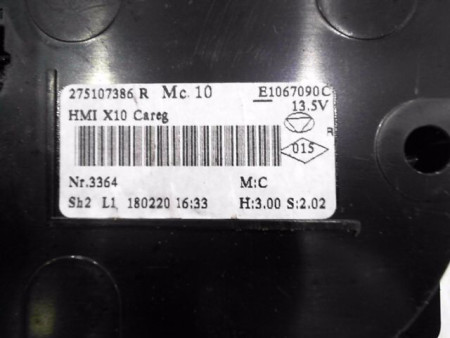 275107386 R Mc 10 E1067090C
13.5V
HMI X10 Careg
R
015
Nr.3364 M:C
Sh2 L1 180220 16:33 H:3.00 S:2.02